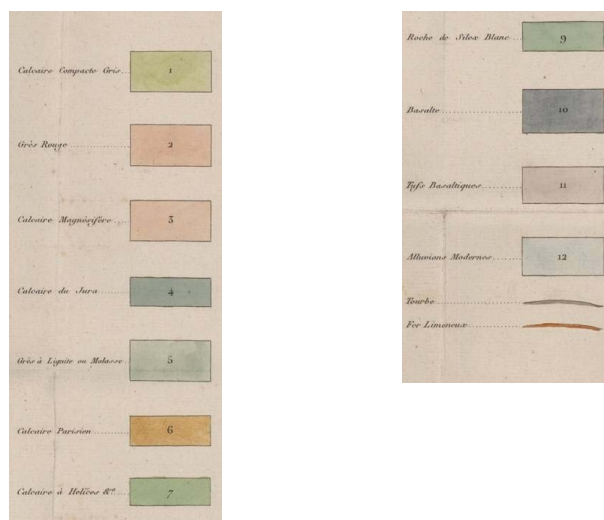 Calcaire Compacte Gris 1
Grès Rouge 2
Calcaire Magnésifère 3
Calcaire du Jura 4
Grès à Lignite ou Molasse 5
Calcaire Parisien 6
Calcaire à Helices &ca. 7
Roche de Silex Blanc 9
Basalte 10
Tufs Basaltiques 11
Alluvions Modernes 12
Tourbe
Fer Limoneux